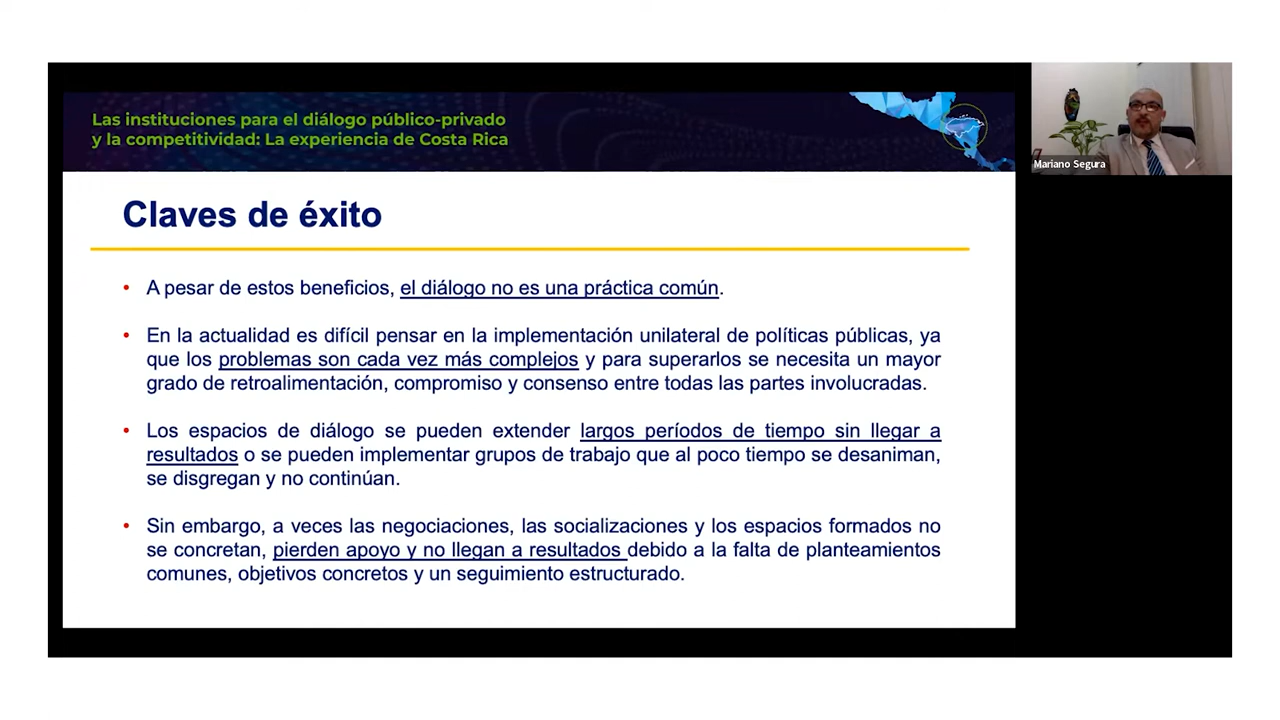 Las instituciones para el diálogo público-privado
y la competitividad: La experiencia de Costa Rica
Mariano Segura
Claves de éxito
• A pesar de estos beneficios, el diálogo no es una práctica común.
• En la actualidad es difícil pensar en la implementación unilateral de políticas públicas, ya
que los problemas son cada vez más complejos y para superarlos se necesita un mayor
grado de retroalimentación, compromiso y consenso entre todas las partes involucradas.
• Los espacios de diálogo se pueden extender largos períodos de tiempo sin llegar a
resultados o se pueden implementar grupos de trabajo que al poco tiempo se desaniman,
se disgregan y no continúan.
• Sin embargo, a veces las negociaciones, las socializaciones y los espacios formados no
se concretan, pierden apoyo y no llegan a resultados debido a la falta de planteamientos
comunes, objetivos concretos y un seguimiento estructurado.